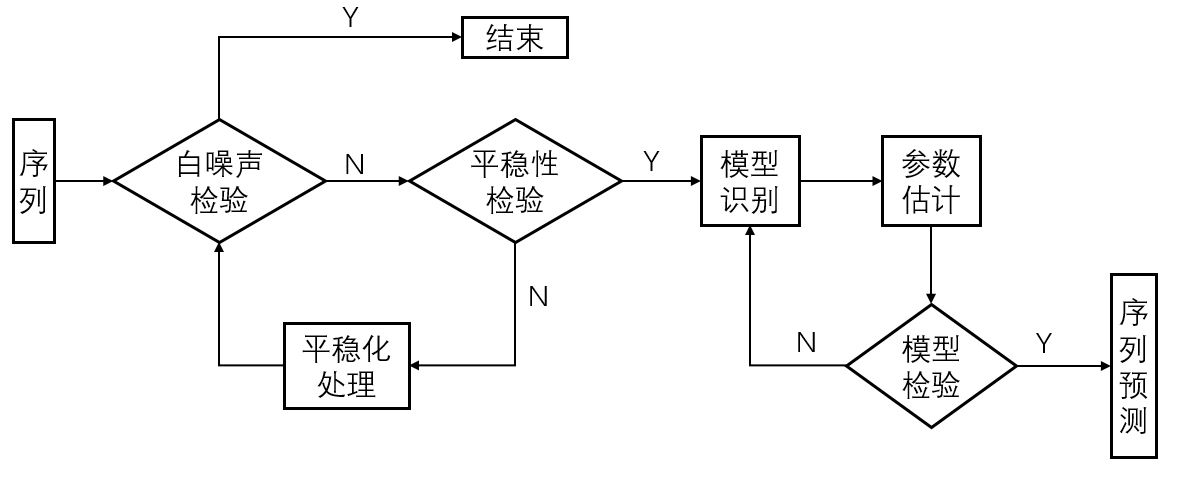 Y
结束
序
列
白噪声
检验
N
平稳性
检验
Y
模型
识别
参数
估计
N
平稳化
处理
N
模型
检验
Y
序
列
预
测